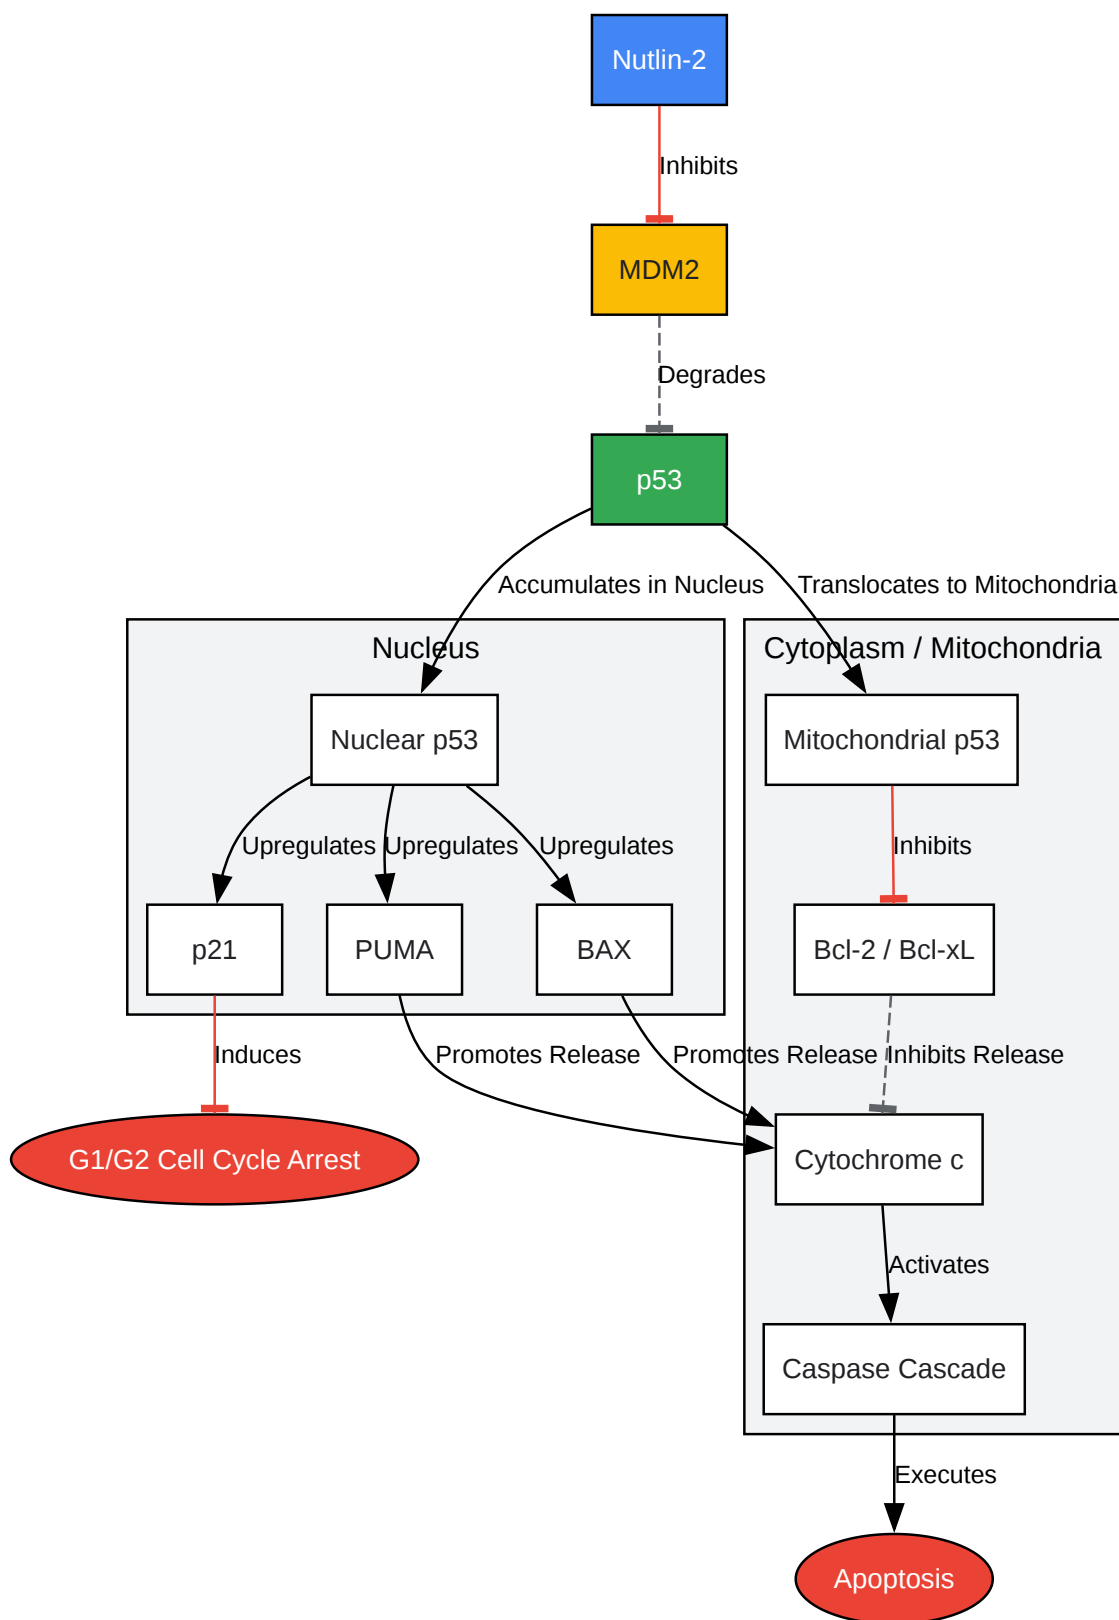 Nutlin-2
Inhibits
MDM2
Degrades
p53
Accumulates in Nucleus
Translocates to Mitochondria
Nucleus
Cytoplasm / Mitochondria
Nuclear p53
Mitochondrial p53
Upregulates
Upregulates
Upregulates
Inhibits
p21
PUMA
BAX
Bcl-2 / Bcl-xL
Induces
Promotes Release
Promotes Release
Inhibits Release
G1/G2 Cell Cycle Arrest
Cytochrome c
Activates
Caspase Cascade
Executes
Apoptosis